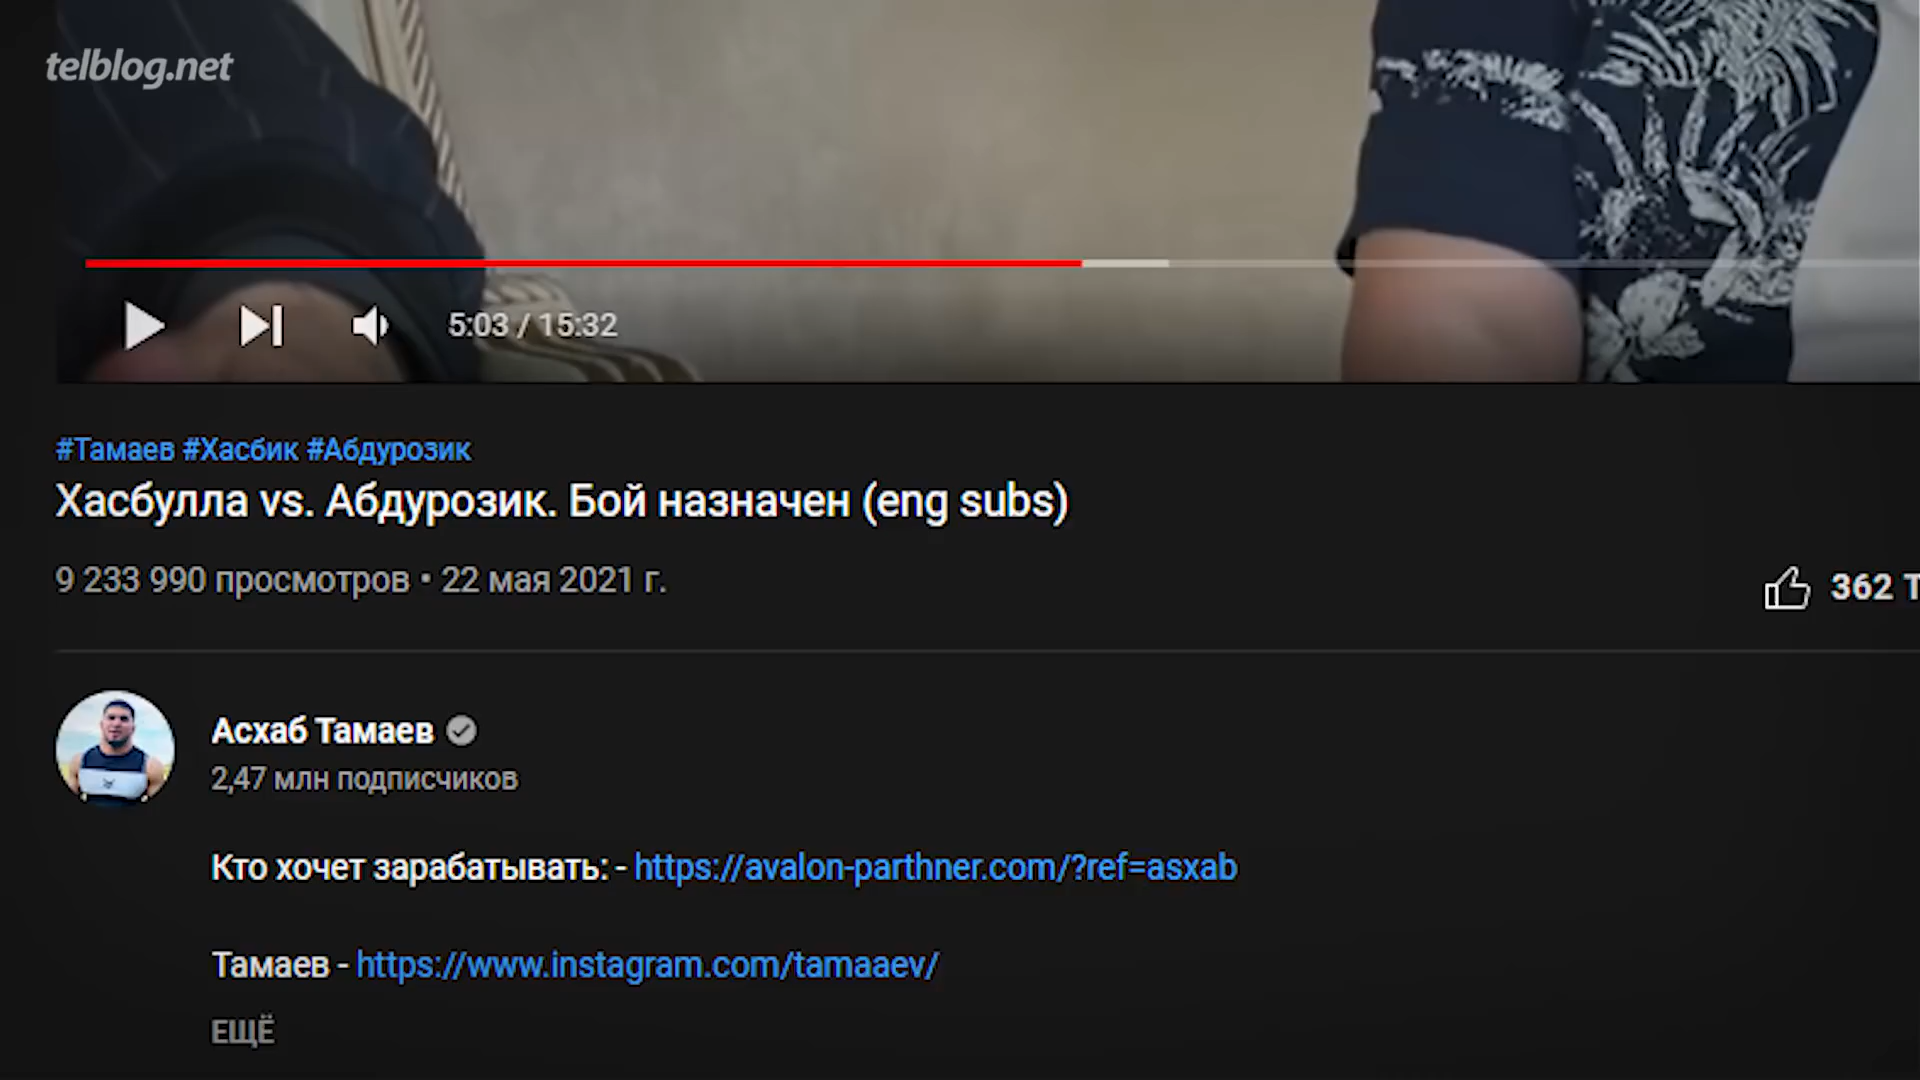 telblog.net
5:03 / 15:32
#Тамаев #Хасбик #Абдурозик
Хасбулла vs. Абдурозик. Бой назначен (eng subs)
9 233 990 просмотров • 22 мая 2021 г.
362 Т
Асхаб Тамаев
2,47 млн подписчиков
Кто хочет зарабатывать: - https://avalon-parthner.com/?ref=asxab
Тамаев - https://www.instagram.com/tamaaev/
ЕЩЁ